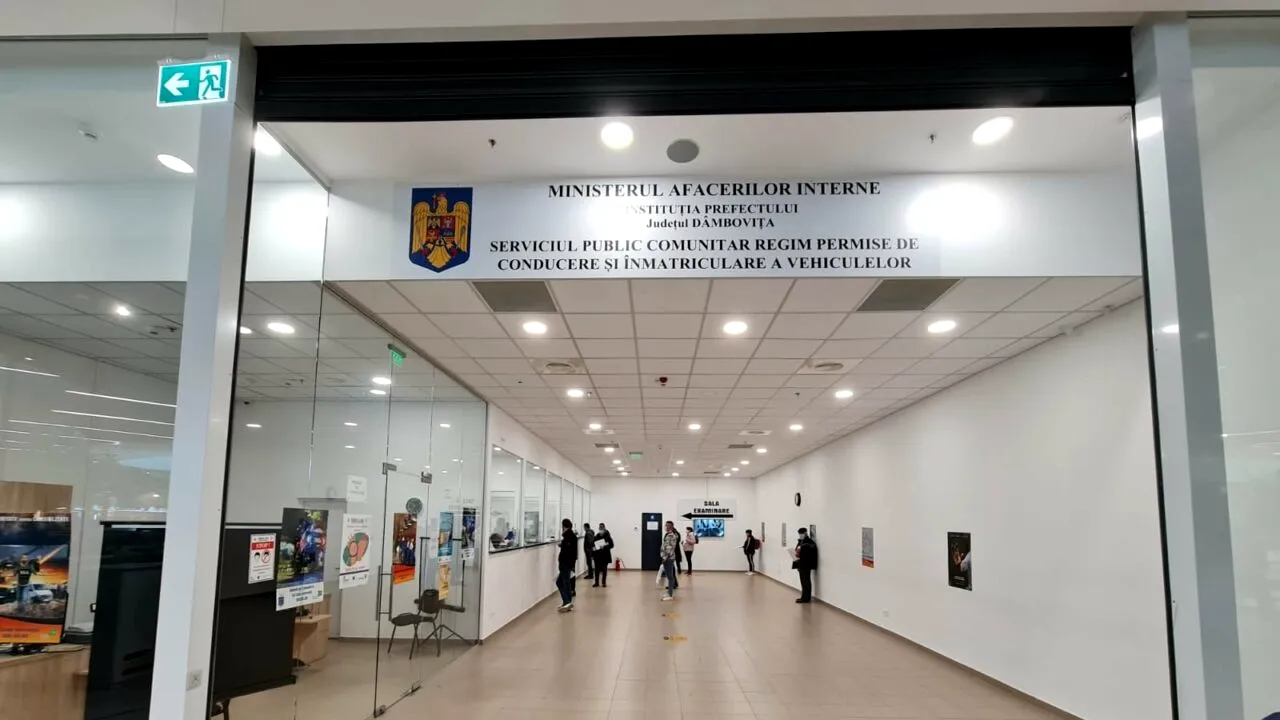 MINISTERUL AFACERILOR INTERNE
INSTITUȚIA PREFECTULUI
Județul DÂMBOVIȚA
SERVICIUL PUBLIC COMUNITAR REGIM PERMISE DE
CONDUCERE ȘI ÎNMATRICULARE A VEHICULELOR
SALA
EXAMINARE